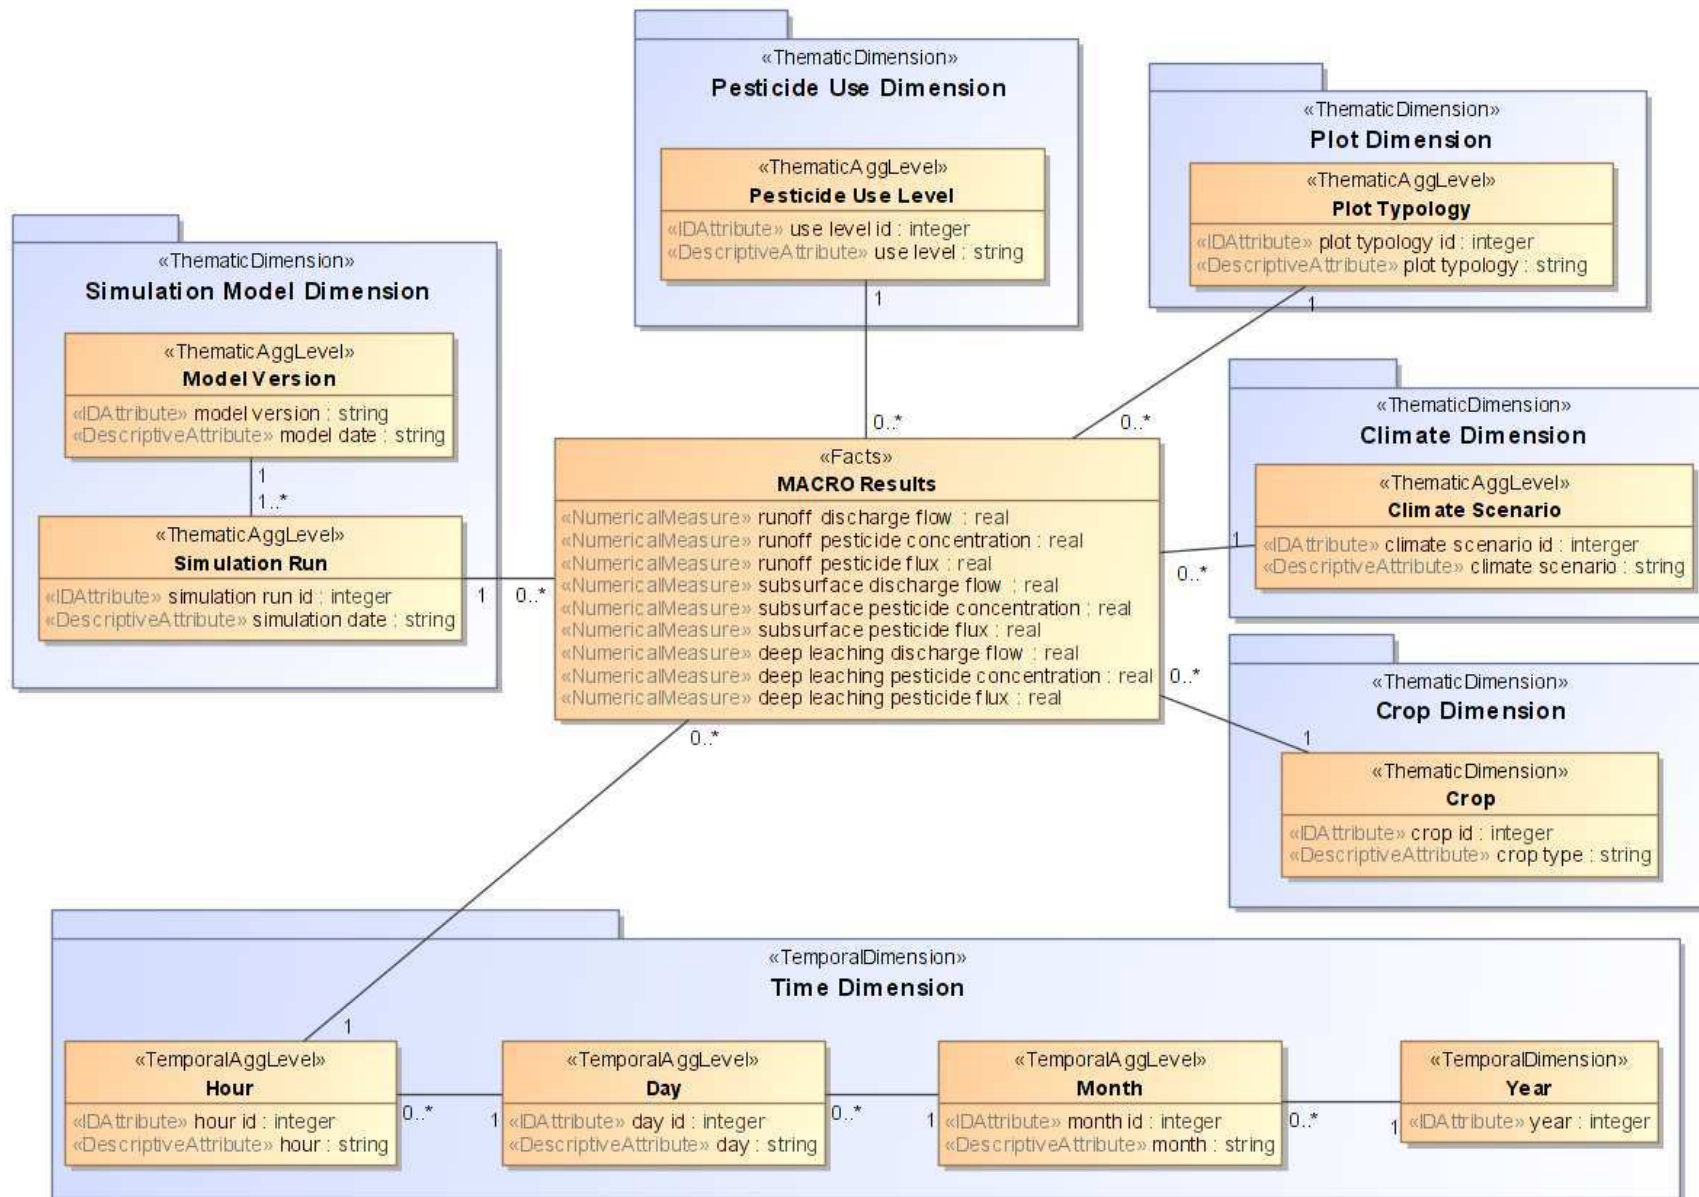 «ThematicDimension»
Pesticide Use Dimension
«ThematicAggLevel»
Pesticide Use Level
«IDAttribute» use level id : integer
«DescriptiveAttribute» use level : string
1
0..*
«ThematicDimension»
Plot Dimension
«ThematicAggLevel»
Plot Typology
«IDAttribute» plot typology id : integer
«DescriptiveAttribute» plot typology : string
1
0..*
«ThematicDimension»
Simulation Model Dimension
«ThematicAggLevel»
Model Version
«IDAttribute» model version : string
«DescriptiveAttribute» model date : string
1
1..*
«ThematicAggLevel»
Simulation Run
«IDAttribute» simulation run id : integer
«DescriptiveAttribute» simulation date : string
1
0..*
«Facts»
MACRO Results
«NumericalMeasure» runoff discharge flow : real
«NumericalMeasure» runoff pesticide concentration : real
«NumericalMeasure» runoff pesticide flux : real
«NumericalMeasure» subsurface discharge flow : real
«NumericalMeasure» subsurface pesticide concentration : real
«NumericalMeasure» subsurface pesticide flux : real
«NumericalMeasure» deep leaching discharge flow : real
«NumericalMeasure» deep leaching pesticide concentration : real
«NumericalMeasure» deep leaching pesticide flux : real
«ThematicDimension»
Climate Dimension
«ThematicAggLevel»
Climate Scenario
«IDAttribute» climate scenario id : interger
«DescriptiveAttribute» climate scenario : string
1
0..*
«ThematicDimension»
Crop Dimension
«ThematicDimension»
Crop
«IDAttribute» crop id : integer
«DescriptiveAttribute» crop type : string
0..*
1
0..*
1
«TemporalDimension»
Time Dimension
«TemporalAggLevel»
Hour
«IDAttribute» hour id : integer
«DescriptiveAttribute» hour : string
0..*
1
«TemporalAggLevel»
Day
«IDAttribute» day id : integer
«DescriptiveAttribute» day : string
0..*
1
«TemporalAggLevel»
Month
«IDAttribute» month id : integer
«DescriptiveAttribute» month : string
0..*
1
«TemporalDimension»
Year
«IDAttribute» year : integer